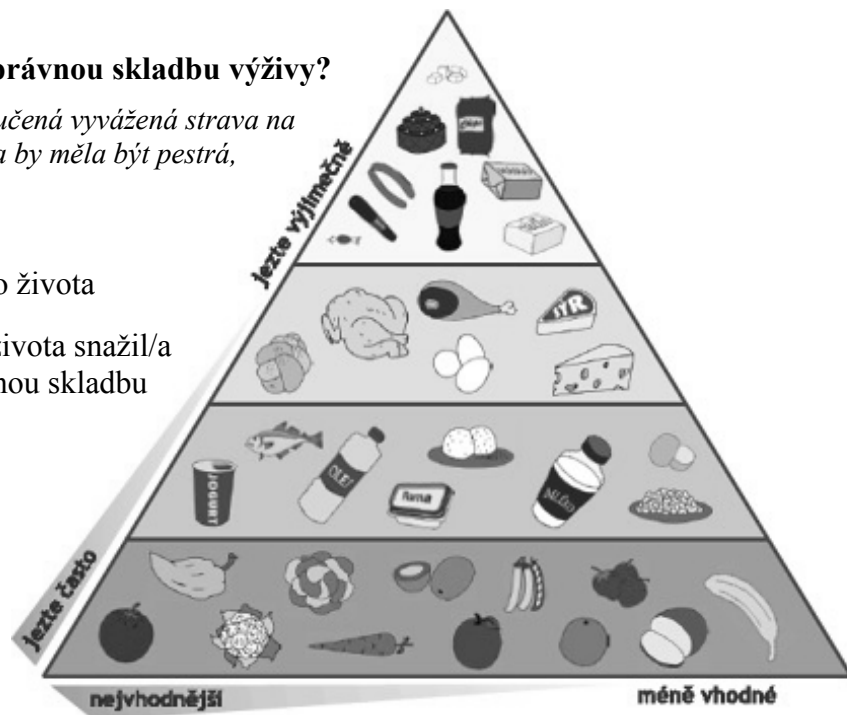 právnou skladbu výživy?
učená vyvážená strava na
a by měla být pestrá,
o života
života snažil/a
nou skladbu
jezte výjimečně
SÝR
JOGURT
OLEJ
Rama
MLÉKO
jezte často
nejvhodnější
méně vhodné